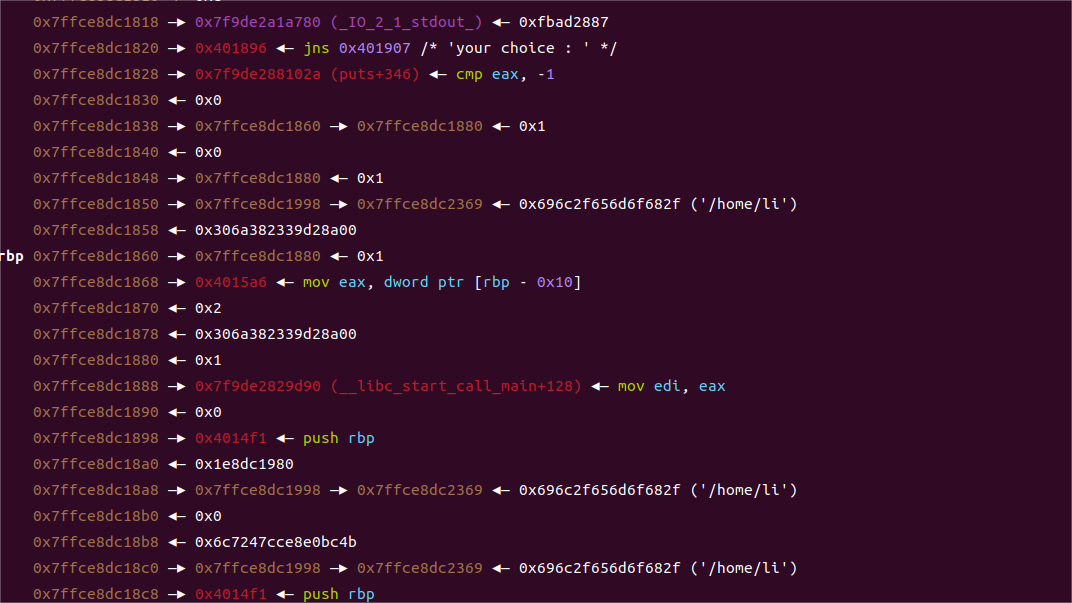 0x7ffce8dc1818 —▸ 0x7f9de2a1a780 (_IO_2_1_stdout_) ◂— 0xfbad2887
0x7ffce8dc1820 —▸ 0x401896 ◂— jns 0x401907 /* 'your choice : ' */
0x7ffce8dc1828 —▸ 0x7f9de288102a (puts+346) ◂— cmp eax, -1
0x7ffce8dc1830 ◂— 0x0
0x7ffce8dc1838 —▸ 0x7ffce8dc1860 —▸ 0x7ffce8dc1880 ◂— 0x1
0x7ffce8dc1840 ◂— 0x0
0x7ffce8dc1848 —▸ 0x7ffce8dc1880 ◂— 0x1
0x7ffce8dc1850 —▸ 0x7ffce8dc1998 —▸ 0x7ffce8dc2369 ◂— 0x696c2f656d6f682f ('/home/li')
0x7ffce8dc1858 ◂— 0x306a382339d28a00
rbp 0x7ffce8dc1860 —▸ 0x7ffce8dc1880 ◂— 0x1
0x7ffce8dc1868 —▸ 0x4015a6 ◂— mov eax, dword ptr [rbp - 0x10]
0x7ffce8dc1870 ◂— 0x2
0x7ffce8dc1878 ◂— 0x306a382339d28a00
0x7ffce8dc1880 ◂— 0x1
0x7ffce8dc1888 —▸ 0x7f9de2829d90 (__libc_start_call_main+128) ◂— mov edi, eax
0x7ffce8dc1890 ◂— 0x0
0x7ffce8dc1898 —▸ 0x4014f1 ◂— push rbp
0x7ffce8dc18a0 ◂— 0x1e8dc1980
0x7ffce8dc18a8 —▸ 0x7ffce8dc1998 —▸ 0x7ffce8dc2369 ◂— 0x696c2f656d6f682f ('/home/li')
0x7ffce8dc18b0 ◂— 0x0
0x7ffce8dc18b8 ◂— 0x6c7247cce8e0bc4b
0x7ffce8dc18c0 —▸ 0x7ffce8dc1998 —▸ 0x7ffce8dc2369 ◂— 0x696c2f656d6f682f ('/home/li')
0x7ffce8dc18c8 —▸ 0x4014f1 ◂— push rbp